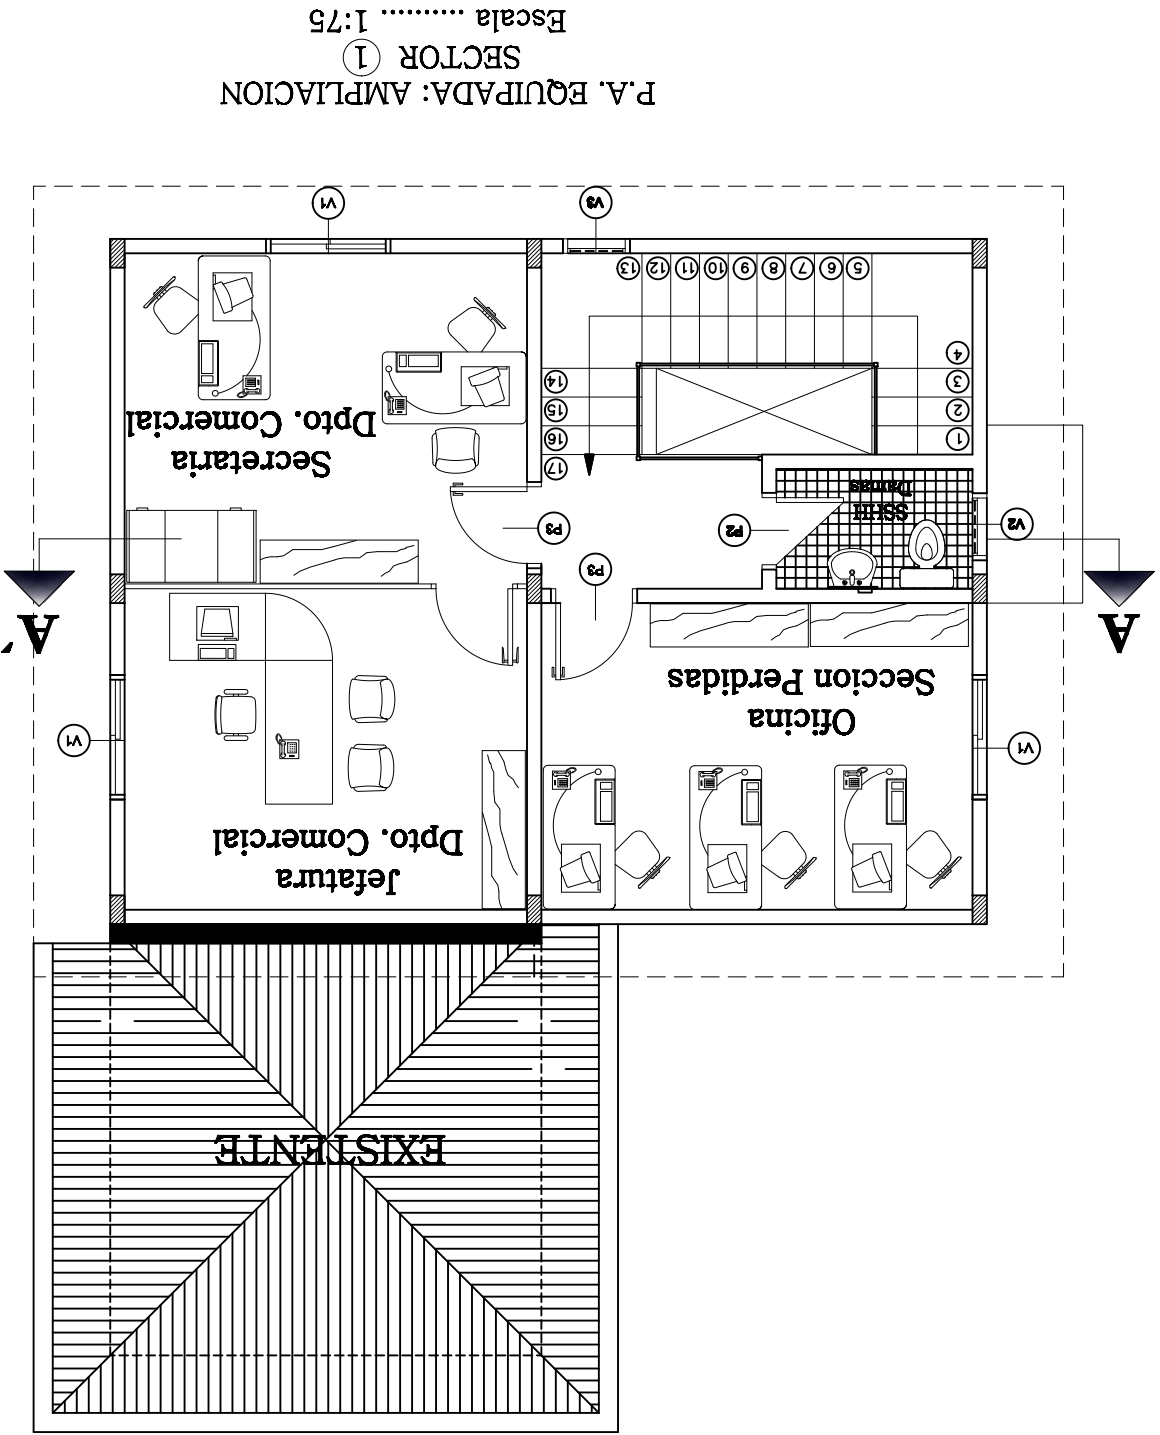 EXISTENTE
Jefatura
Dpto. Comercial
V1
V1
Oficina
Seccion Perdidas
A
A´
P3
V2
P2
P3
SSHH
Damas
Secretaria
Dpto. Comercial
1
2
3
4
5
6
7
8
9
10
11
12
13
14
15
16
17
V3
V1
P.A. EQUIPADA: AMPLIACION
SECTOR 1
Escala .......... 1:75